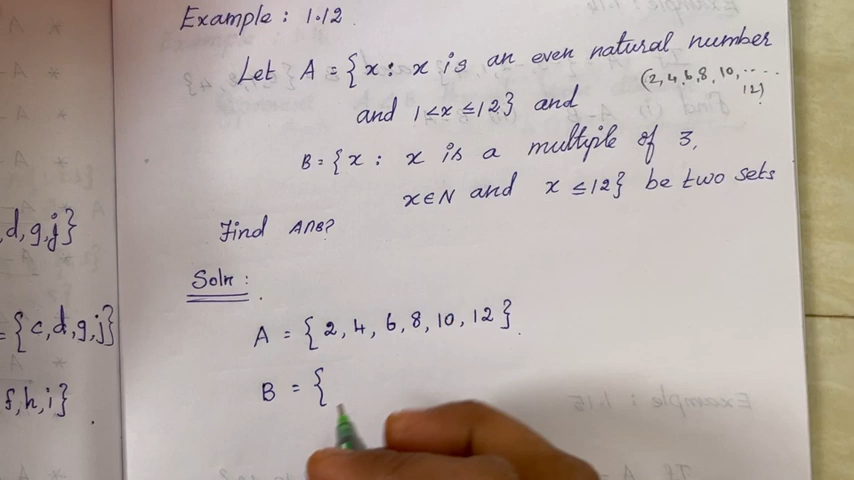 Example : 1.12
Let A = {x : x is an even natural number
(2, 4, 6, 8, 10, ....
12)
and 1 < x ≤ 12} and
B = {x : x is a multiple of 3,
x ∈ N and x ≤ 12} be two sets
Find A∩B?
Soln :
A = {2, 4, 6, 8, 10, 12}.
B = {
, d, g, j}
= {c, d, g, j}
f, h, i}